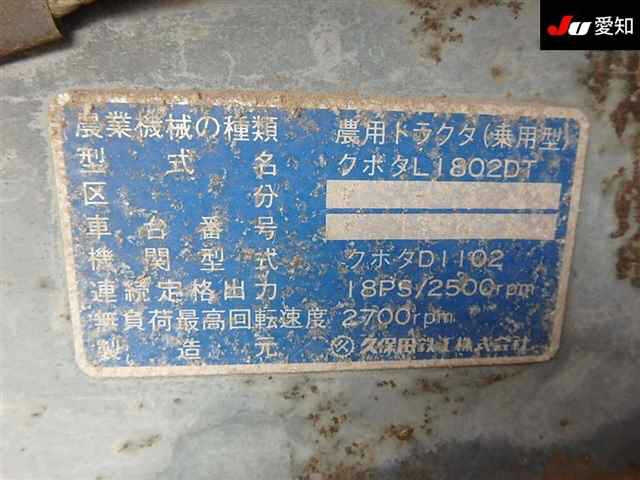 JU 愛知
農業機械の種類 農用トラクタ(乗用型)
型式名 クボタL1802DT
区分
車台番号
機関型式 クボタD1102
連続定格出力 18PS/2500rpm
無負荷最高回転速度 2700rpm
製造元 久保田鉄工株式会社